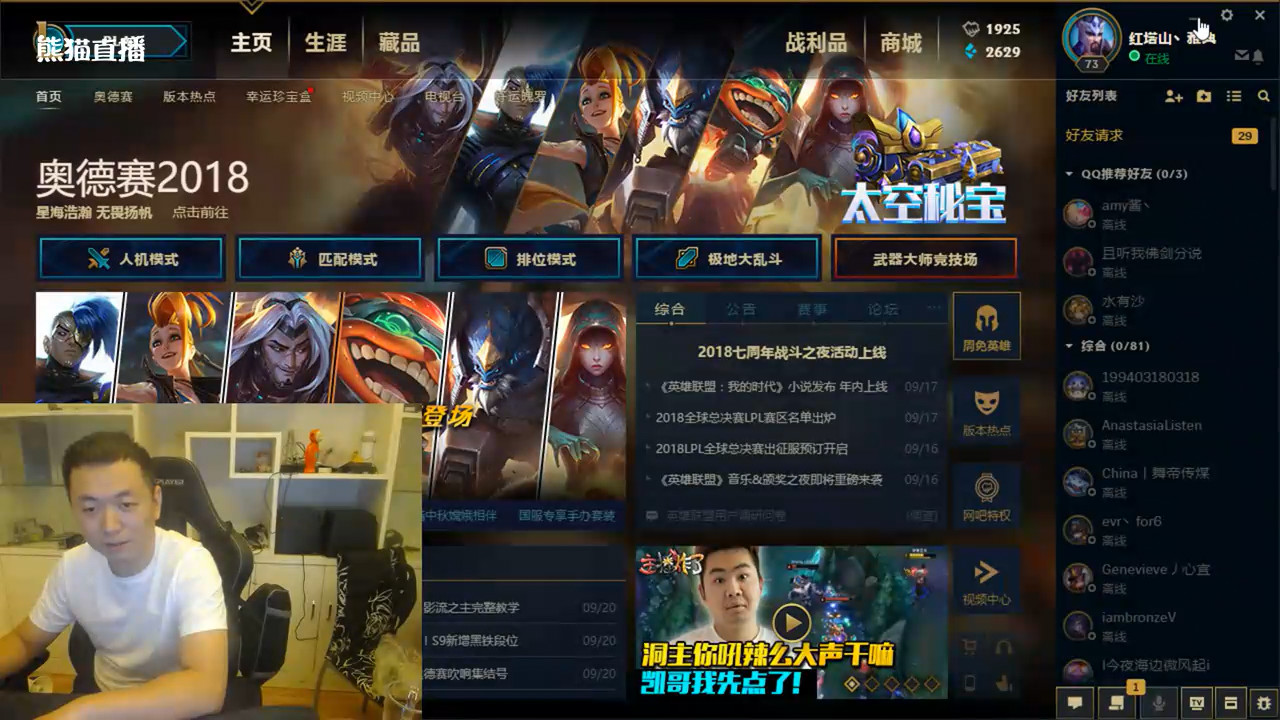 熊猫直播
主页
生涯
藏品
战利品
商城
1925
2629
73
在线
首页
奥德赛
版本热点
幸运珍宝盒
视频中心
电视台
好友列表
好友请求
29
奥德赛2018
星海浩瀚 无畏扬帆
点击前往
太空秘宝
人机模式
匹配模式
排位模式
极地大乱斗
武器大师竞技场
登场
中秋嫦娥相伴
国服专享手办套装
综合
公告
赛事
论坛
2018七周年战斗之夜活动上线
《英雄联盟：我的时代》小说发布 年内上线 09/17
2018全球总决赛LPL赛区名单出炉 09/17
2018LPL全球总决赛出征服预订开启 09/16
《英雄联盟》音乐&颁奖之夜即将重磅来袭 09/16
英雄联盟用户调研问卷
周免英雄
版本热点
网吧特权
视频中心
影流之主完整教学 09/20
S9新增黑铁段位 09/20
德赛吹响集结号 09/20
主播炸了
洞主你吼辣么大声干嘛
凯哥我先点了!
QQ推荐好友 (0/3)
amy酱丶
离线
且听我佛剑分说
离线
水有沙
离线
综合 (0/81)
199403180318
离线
AnastasiaListen
离线
China丨舞帝传媒
离线
evr丶for6
离线
Genevieve丿心宜
离线
iambronzeV
离线
I今夜海边微风起i
1
TV